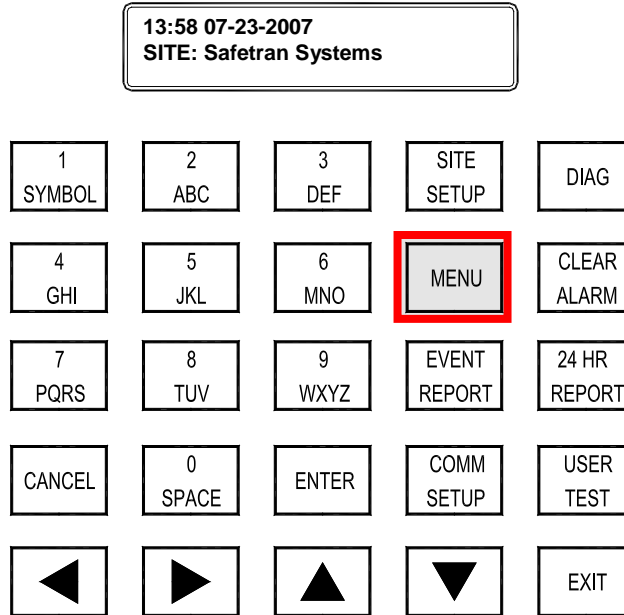 13:58 07-23-2007
SITE: Safetran Systems
1
SYMBOL
2
ABC
3
DEF
SITE
SETUP
DIAG
4
GHI
5
JKL
6
MNO
MENU
CLEAR
ALARM
7
PQRS
8
TUV
9
WXYZ
EVENT
REPORT
24 HR
REPORT
CANCEL
0
SPACE
ENTER
COMM
SETUP
USER
TEST
EXIT